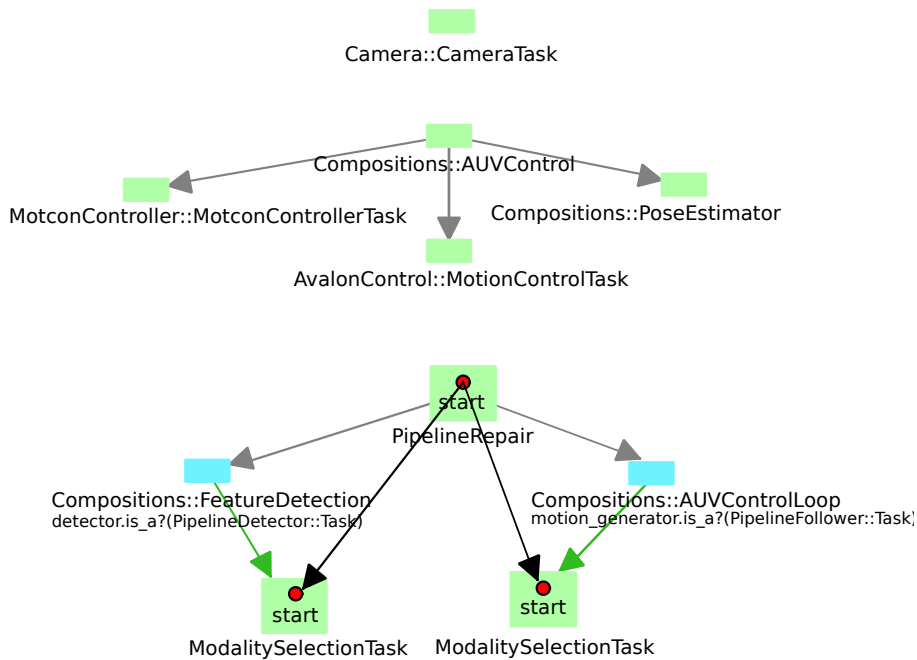 Camera::CameraTask
Compositions::AUVControl
MotconController::MotconControllerTask
Compositions::PoseEstimator
AvalonControl::MotionControlTask
start
PipelineRepair
Compositions::FeatureDetection
detector.is_a?(PipelineDetector::Task)
Compositions::AUVControlLoop
motion_generator.is_a?(PipelineFollower::Task)
start
ModalitySelectionTask
start
ModalitySelectionTask